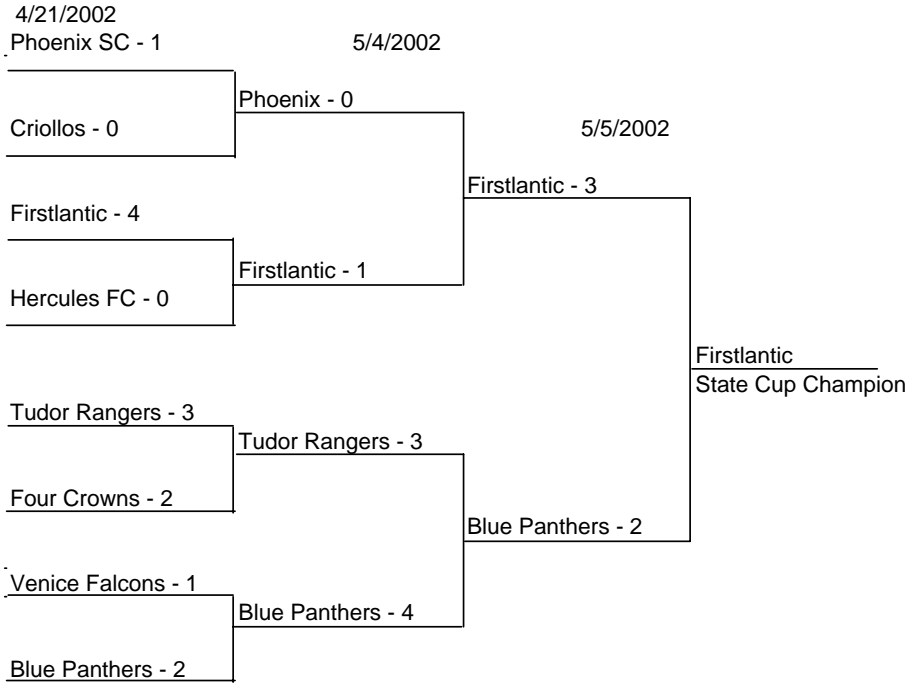 4/21/2002
Phoenix SC - 1
5/4/2002
Phoenix - 0
Criollos - 0
5/5/2002
Firstlantic - 3
Firstlantic - 4
Firstlantic - 1
Hercules FC - 0
Firstlantic
State Cup Champion
Tudor Rangers - 3
Tudor Rangers - 3
Four Crowns - 2
Blue Panthers - 2
Venice Falcons - 1
Blue Panthers - 4
Blue Panthers - 2